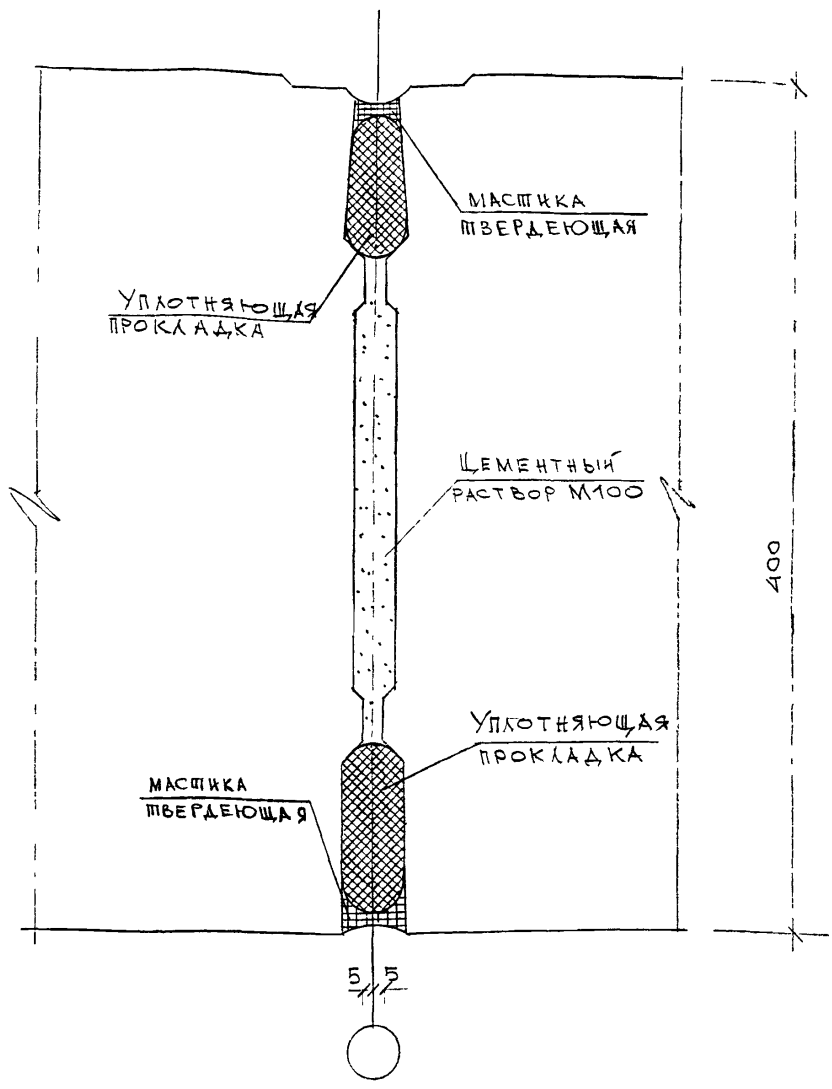 МАСТИКА
ТВЕРДЕЮЩАЯ
УПЛОТНЯЮЩАЯ
ПРОКЛАДКА
ЦЕМЕНТНЫЙ
РАСТВОР М100
400
УПЛОТНЯЮЩАЯ
ПРОКЛАДКА
МАСТИКА
ТВЕРДЕЮЩАЯ
5 5